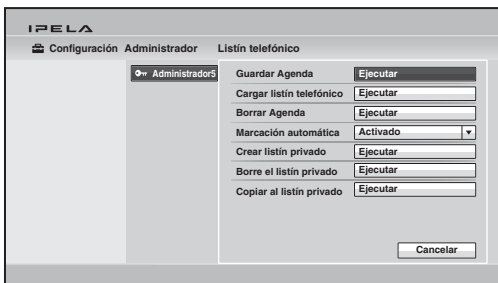 IPELA
Configuración Administrador Listín telefónico
Administrador5
Guardar Agenda Ejecutar
Cargar listín telefónico Ejecutar
Borrar Agenda Ejecutar
Marcación automática Activado
Crear listín privado Ejecutar
Borre el listín privado Ejecutar
Copiar al listín privado Ejecutar
Cancelar